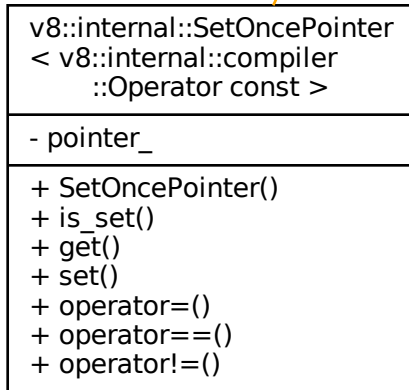 v8::internal::SetOncePointer
< v8::internal::compiler
::Operator const >
- pointer_
+ SetOncePointer()
+ is_set()
+ get()
+ set()
+ operator=()
+ operator==()
+ operator!=()